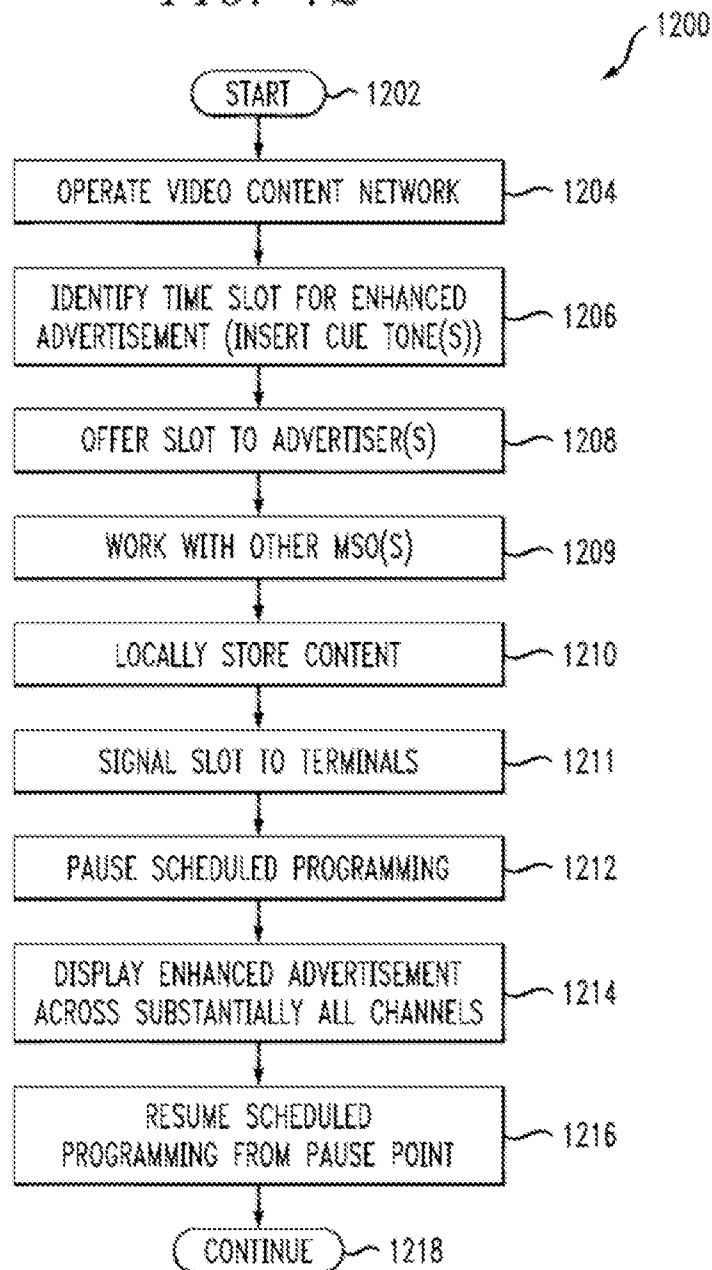 1200
START 1202
OPERATE VIDEO CONTENT NETWORK 1204
IDENTIFY TIME SLOT FOR ENHANCED
ADVERTISEMENT (INSERT CUE TONE(S)) 1206
OFFER SLOT TO ADVERTISER(S) 1208
WORK WITH OTHER MSO(S) 1209
LOCALLY STORE CONTENT 1210
SIGNAL SLOT TO TERMINALS 1211
PAUSE SCHEDULED PROGRAMMING 1212
DISPLAY ENHANCED ADVERTISEMENT
ACROSS SUBSTANTIALLY ALL CHANNELS 1214
RESUME SCHEDULED
PROGRAMMING FROM PAUSE POINT 1216
CONTINUE 1218